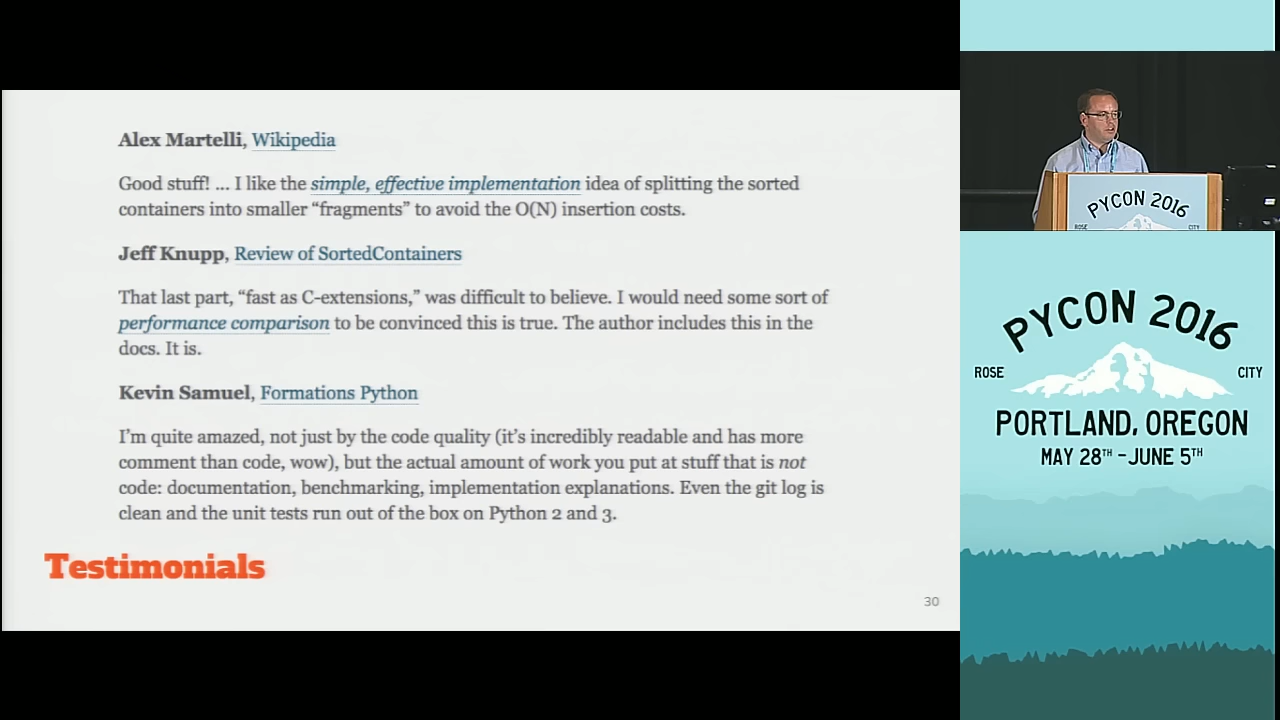 Alex Martelli, Wikipedia
Good stuff! ... I like the simple, effective implementation idea of splitting the sorted
containers into smaller “fragments” to avoid the O(N) insertion costs.
Jeff Knupp, Review of SortedContainers
That last part, “fast as C-extensions,” was difficult to believe. I would need some sort of
performance comparison to be convinced this is true. The author includes this in the
docs. It is.
Kevin Samuel, Formations Python
I’m quite amazed, not just by the code quality (it’s incredibly readable and has more
comment than code, wow), but the actual amount of work you put at stuff that is not
code: documentation, benchmarking, implementation explanations. Even the git log is
clean and the unit tests run out of the box on Python 2 and 3.
Testimonials
30
PYCON 2016
ROSE CITY
PYCON 2016
ROSE CITY
PORTLAND, OREGON
MAY 28TH - JUNE 5TH